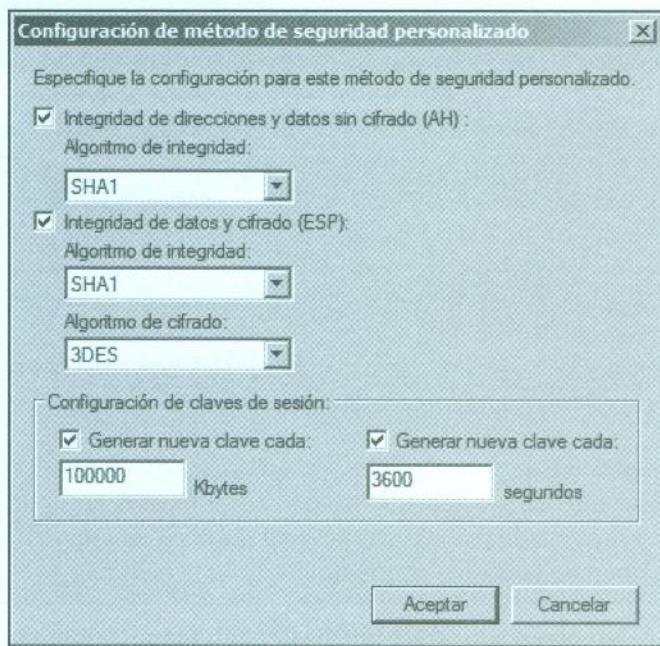 Configuración de método de seguridad personalizado
Especifique la configuración para este método de seguridad personalizado.
Integridad de direcciones y datos sin cifrado (AH) :
Algoritmo de integridad:
SHA1
Integridad de datos y cifrado (ESP):
Algoritmo de integridad:
SHA1
Algoritmo de cifrado:
3DES
Configuración de claves de sesión:
Generar nueva clave cada: Generar nueva clave cada:
100000 Kbytes 3600 segundos
Aceptar Cancelar